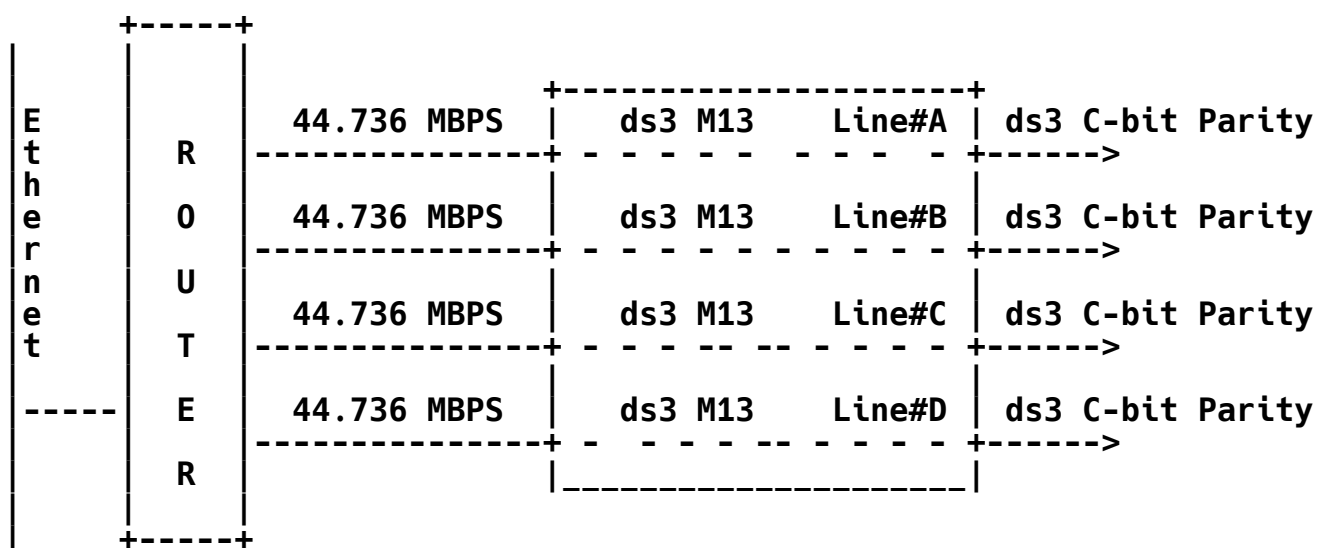 +-----+
|     |     |
|     |     |               +---------------------+
|E    |     |  44.736 MBPS  |   ds3 M13    Line#A | ds3 C-bit Parity
|t    |  R  |---------------+ - - - - -  - - -  - +------>
|h    |     |               |                     |
|e    |  O  |  44.736 MBPS  |   ds3 M13    Line#B | ds3 C-bit Parity
|r    |     |---------------+ - - - - - - - - - - +------>
|n    |  U  |               |                     |
|e    |     |  44.736 MBPS  |   ds3 M13    Line#C | ds3 C-bit Parity
|t    |  T  |---------------+ - - - -- -- - - - - +------>
|     |     |               |                     |
|-----|  E  |  44.736 MBPS  |   ds3 M13    Line#D | ds3 C-bit Parity
|     |     |---------------+ -  - - - -- - - - - +------>
|     |  R  |               |_____________________|
|     |     |
|     +-----+